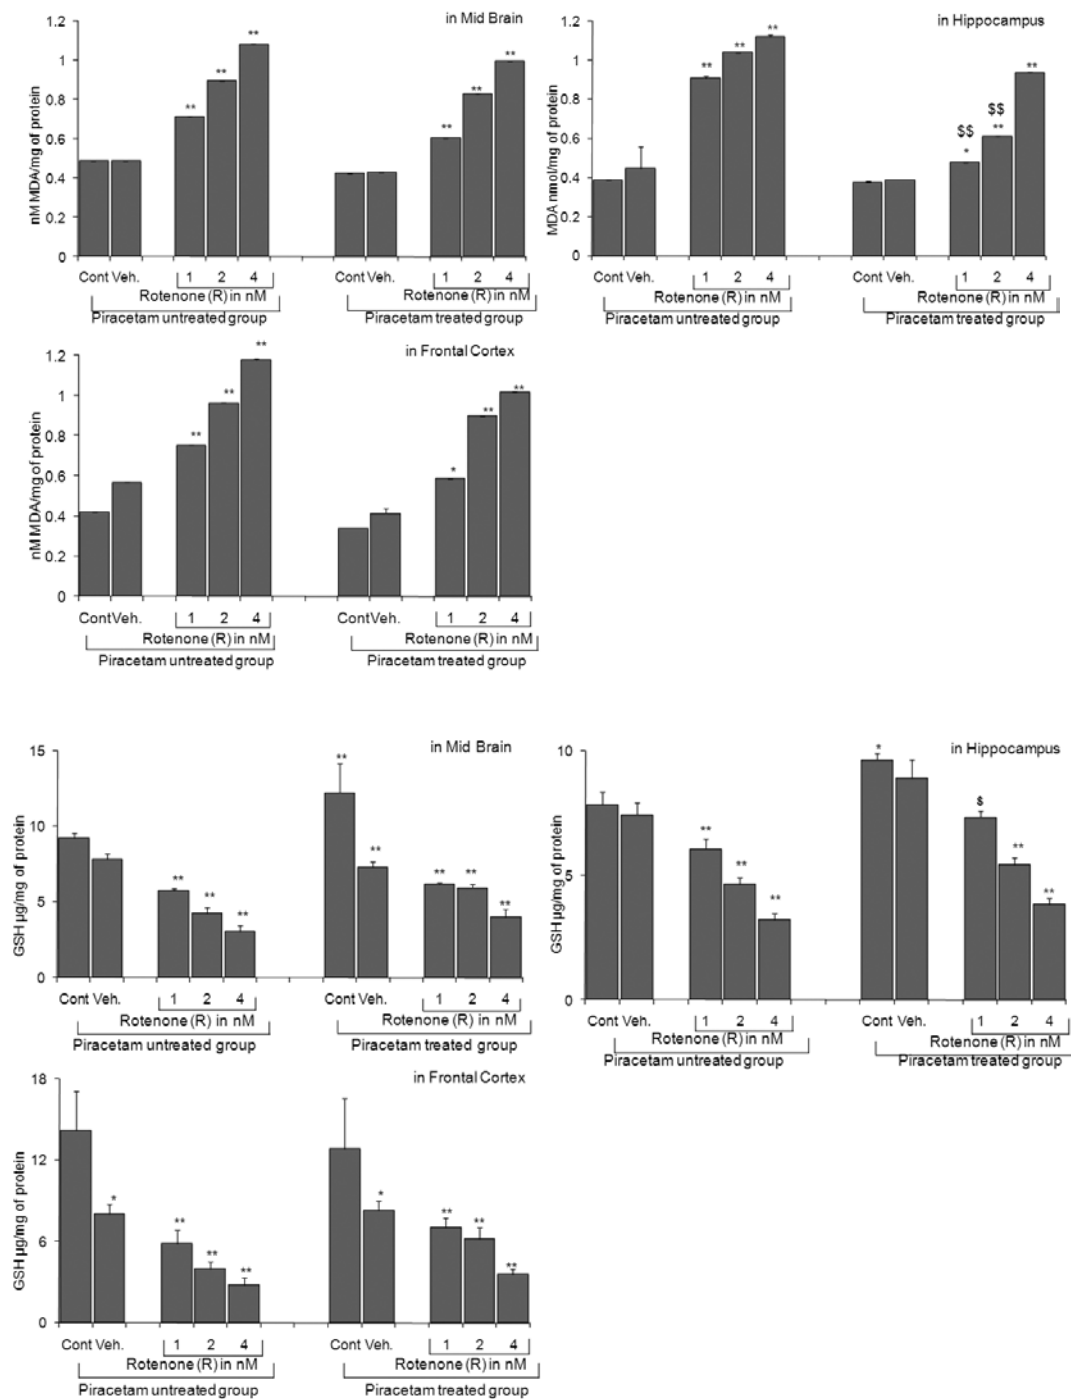 in Mid Brain
nM MDA/mg of protein
1.2
1
0.8
0.6
0.4
0.2
0
** ** **
** ** **
Cont Veh. 1 2 4 Cont Veh. 1 2 4
Rotenone (R) in nM Rotenone (R) in nM
Piracetam untreated group Piracetam treated group
in Hippocampus
MDA nmol/mg of protein
1.2
1
0.8
0.6
0.4
0.2
0
** ** **
$$ $$
* ** **
Cont Veh. 1 2 4 Cont Veh. 1 2 4
Rotenone (R) in nM Rotenone (R) in nM
Piracetam untreated group Piracetam treated group
in Frontal Cortex
nM MDA/mg of protein
1.2
1
0.8
0.6
0.4
0.2
0
** ** **
* ** **
ContVeh. 1 2 4 ContVeh. 1 2 4
Rotenone (R) in nM Rotenone (R) in nM
Piracetam untreated group Piracetam treated group
in Mid Brain
GSH µg/mg of protein
15
10
5
0
** ** **
** ** ** ** **
Cont Veh. 1 2 4 Cont Veh. 1 2 4
Rotenone (R) in nM Rotenone (R) in nM
Piracetam untreated group Piracetam treated group
in Hippocampus
GSH µg/mg of protein
10
5
0
** ** **
* $ ** **
Cont Veh. 1 2 4 Cont Veh. 1 2 4
Rotenone (R) in nM Rotenone (R) in nM
Piracetam untreated group Piracetam treated group
in Frontal Cortex
GSH µg/mg of protein
18
12
6
0
* ** ** **
* ** ** **
Cont Veh. 1 2 4 Cont Veh. 1 2 4
Rotenone (R) in nM Rotenone (R) in nM
Piracetam untreated group Piracetam treated group